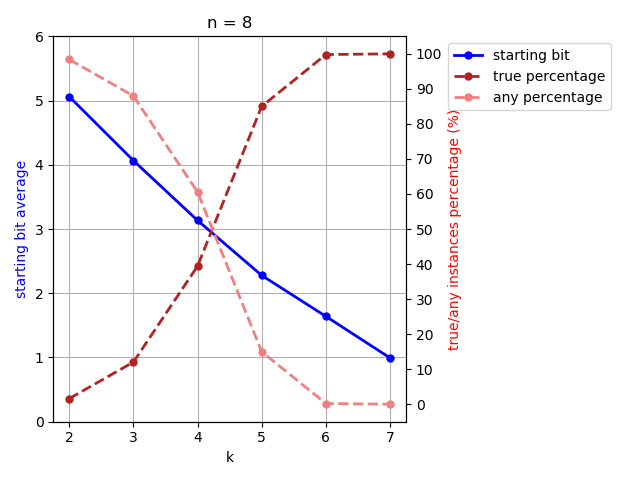 n = 8
starting bit
true percentage
any percentage
starting bit average
6
5
4
3
2
1
0
100
90
80
70
60
50
40
30
20
10
0
true/any instances percentage (%)
2 3 4 5 6 7
k